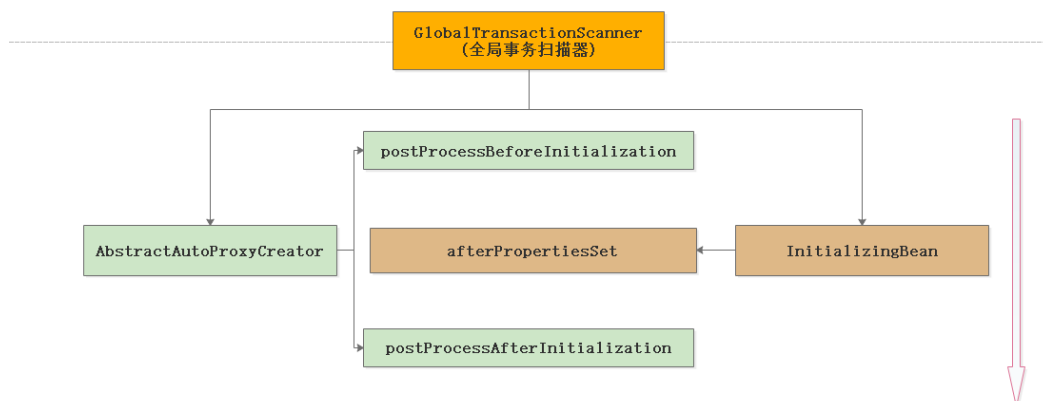 GlobalTransactionScanner
(全局事务扫描器)
postProcessBeforeInitialization
AbstractAutoProxyCreator
afterPropertiesSet
InitializingBean
postProcessAfterInitialization